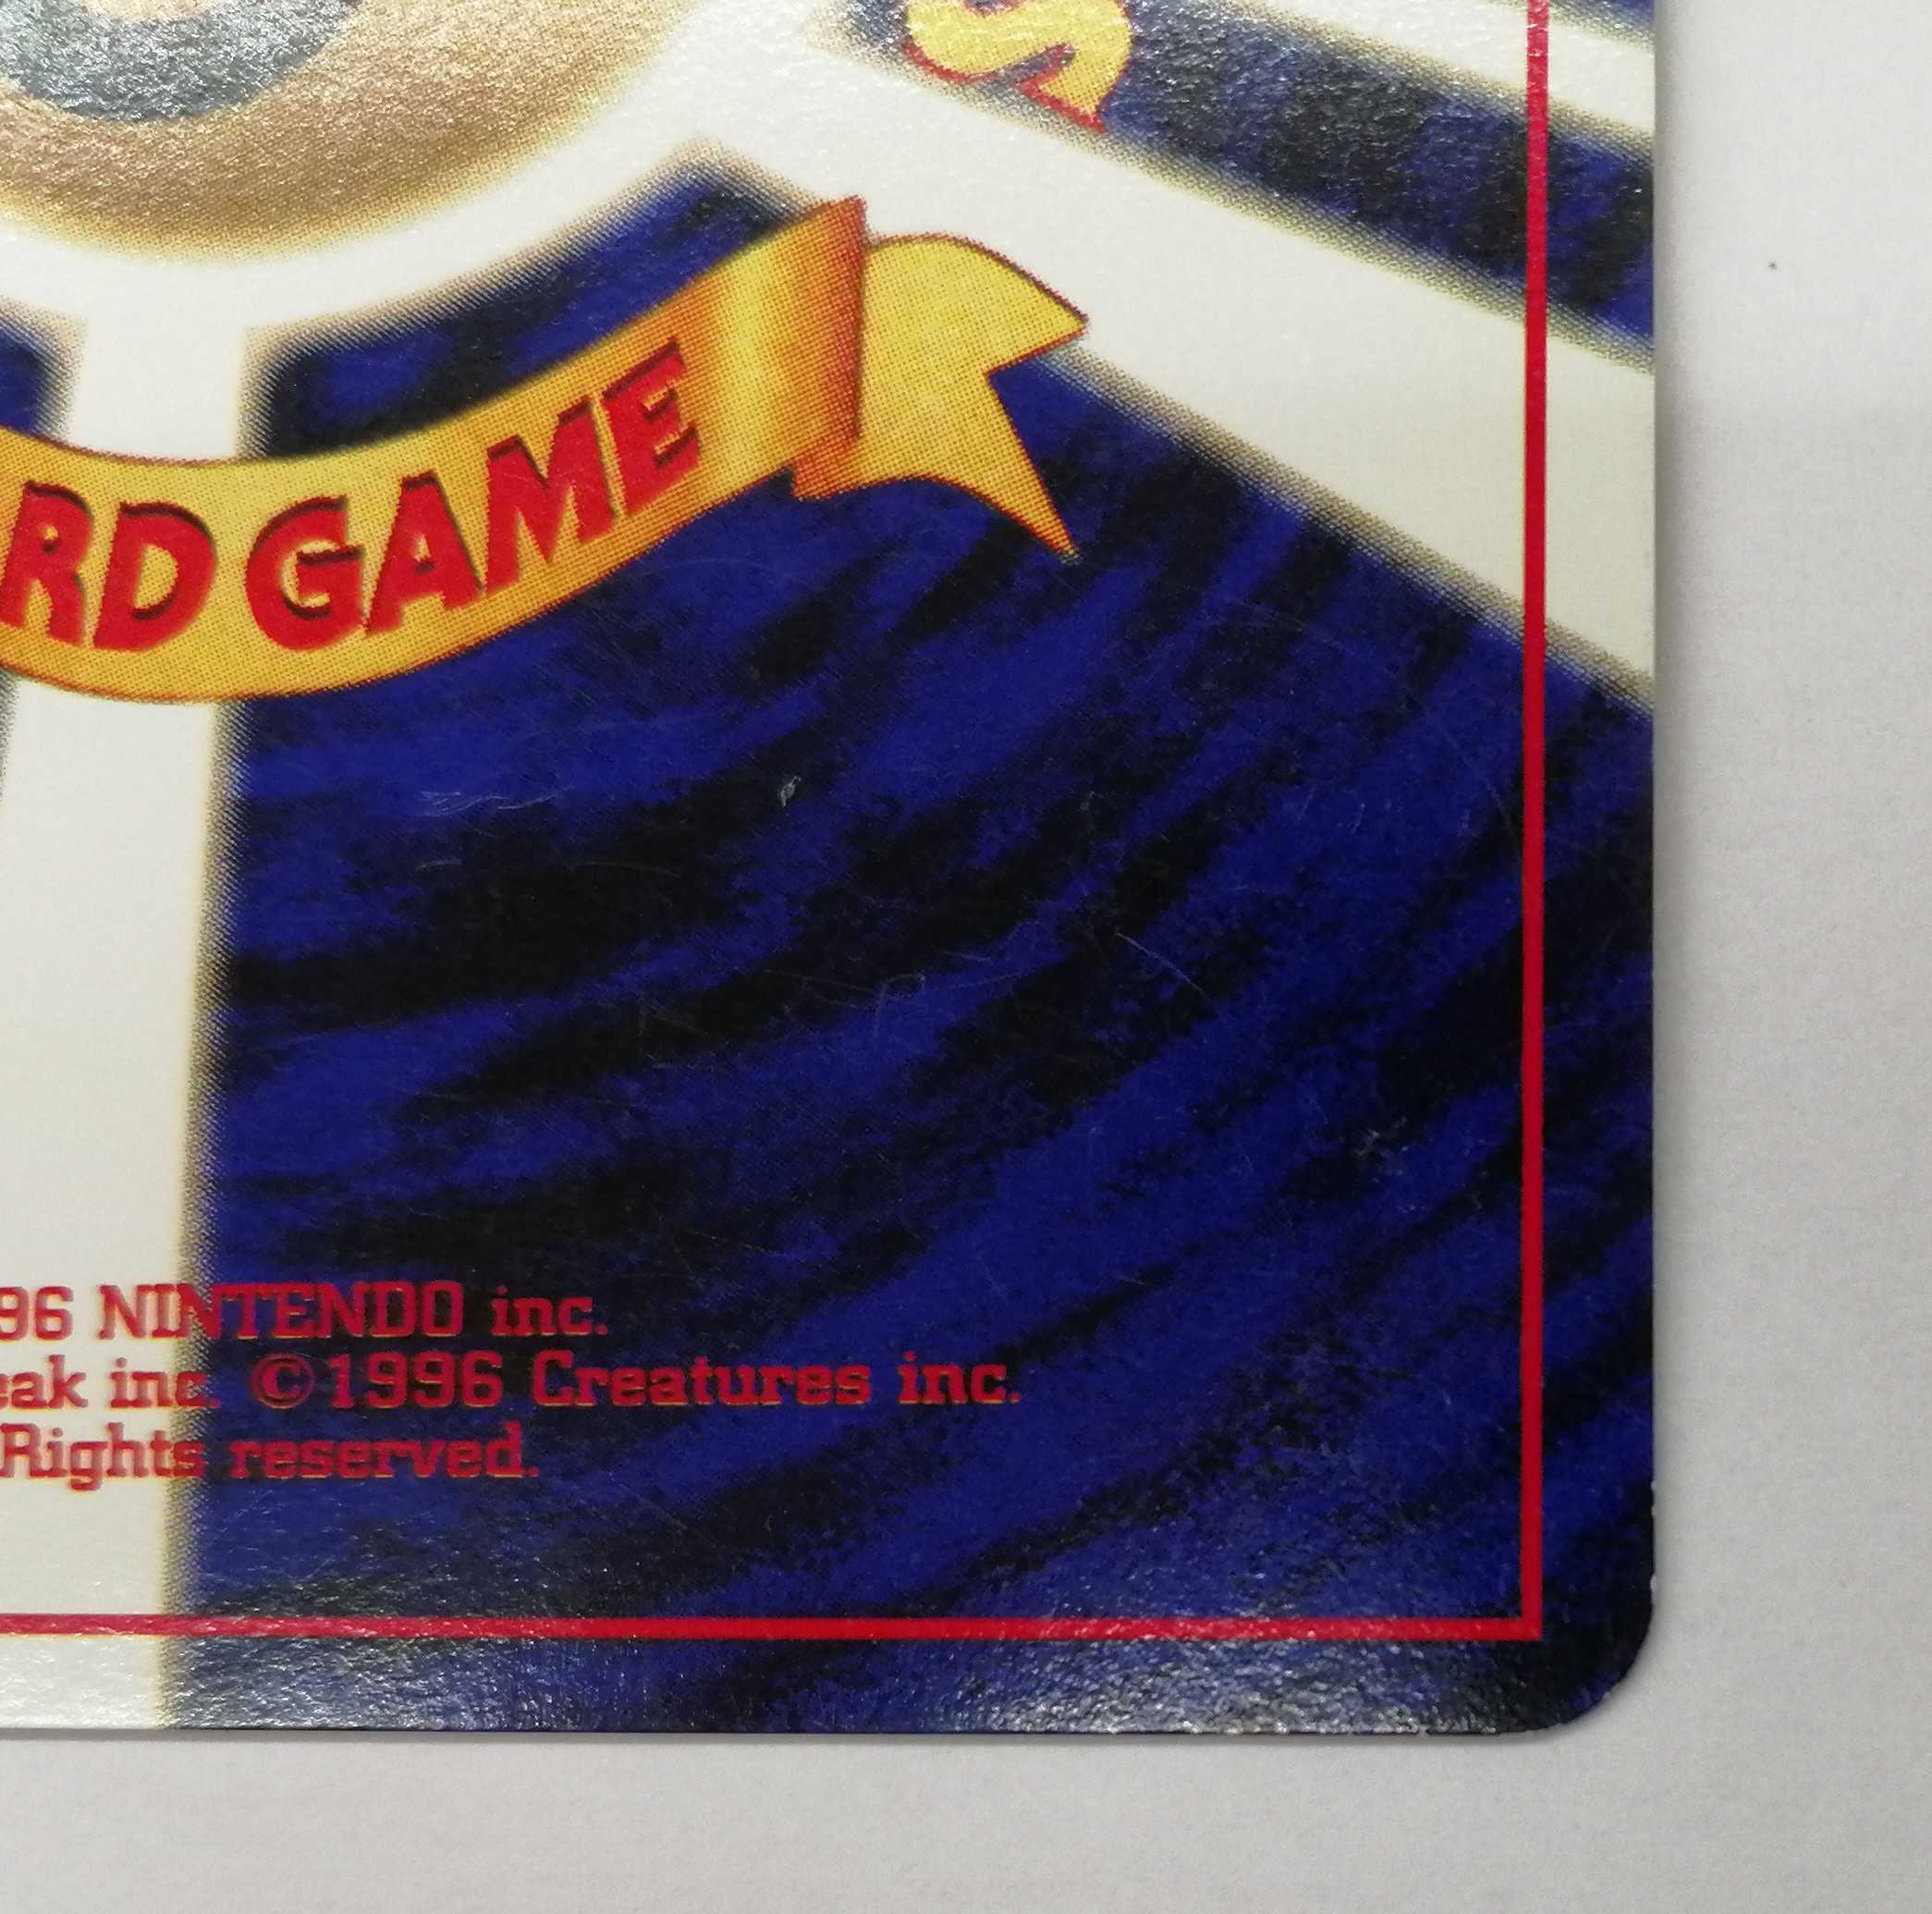 S
RD GAME
96 NINTENDO inc.
eak inc. ©1996 Creatures inc.
Rights reserved.